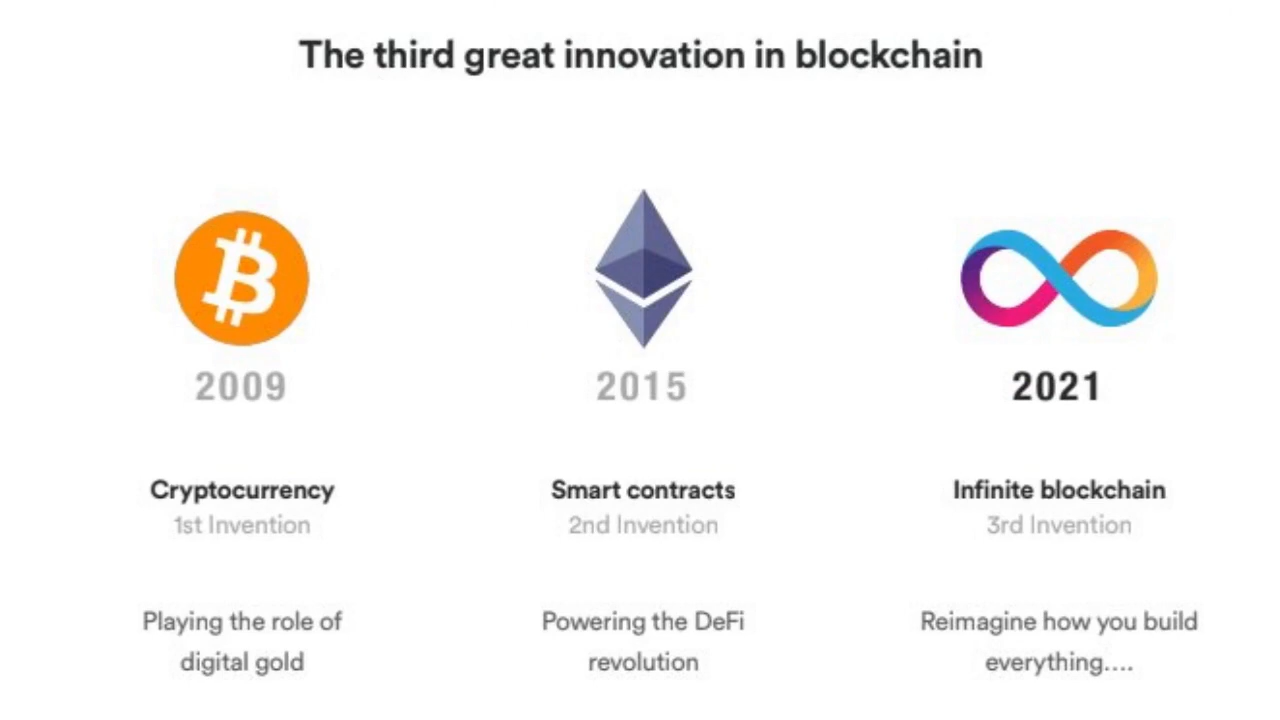 The third great innovation in blockchain
2009
2015
2021
Cryptocurrency
1st Invention
Smart contracts
2nd Invention
Infinite blockchain
3rd Invention
Playing the role of
digital gold
Powering the DeFi
revolution
Reimagine how you build
everything....